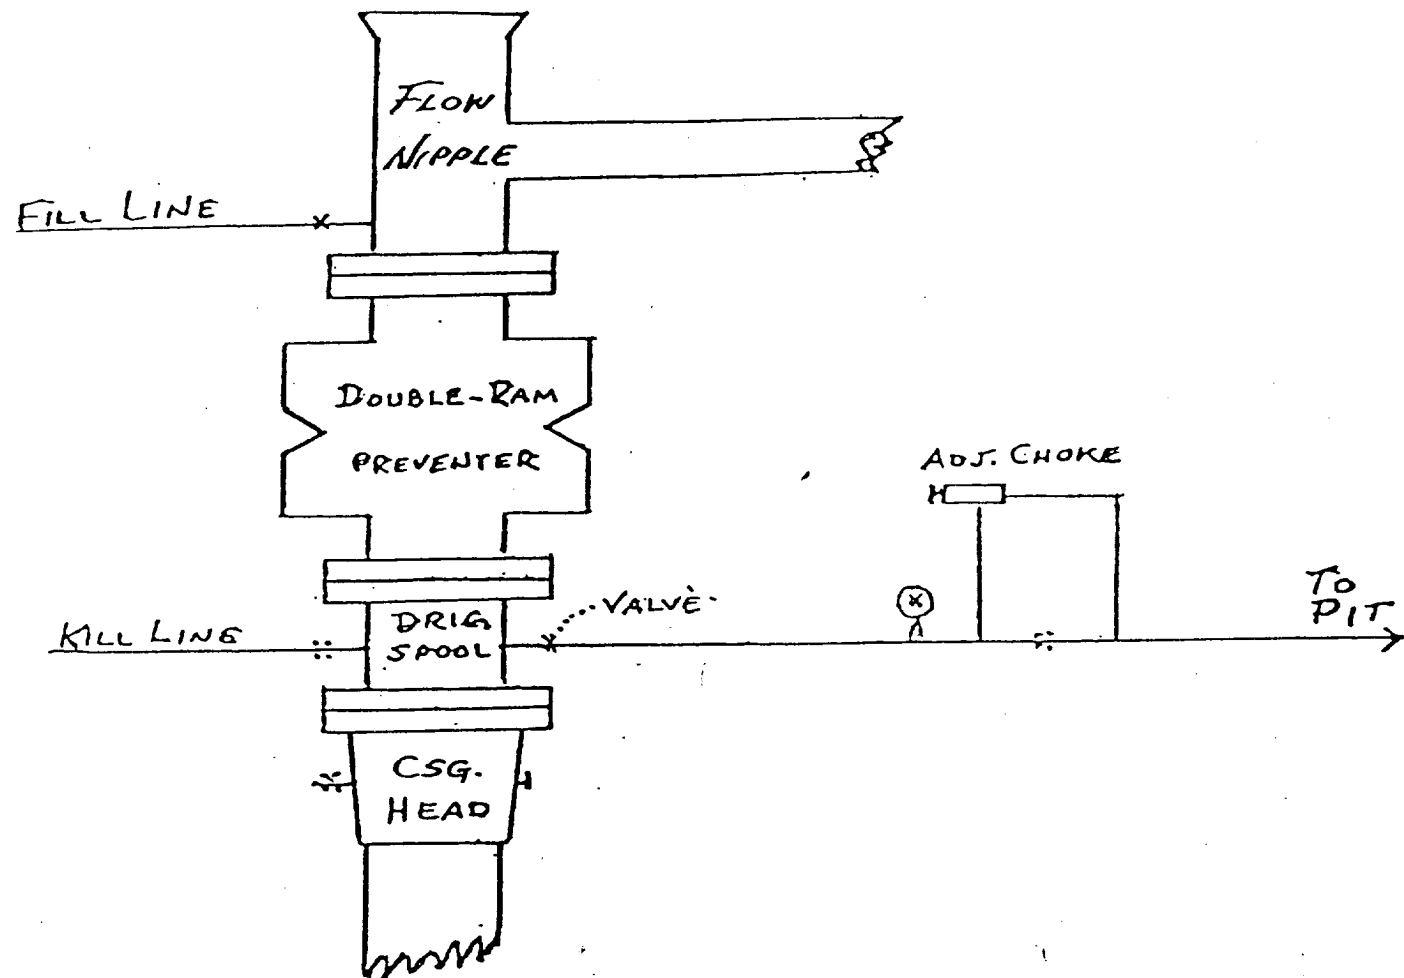 FLOW
NIPPLE
FILL LINE
DOUBLE-RAM
PREVENTER
ADJ. CHOKE
TO
PIT
VALVE
KILL LINE
DRLG
SPOOL
CSG.
HEAD